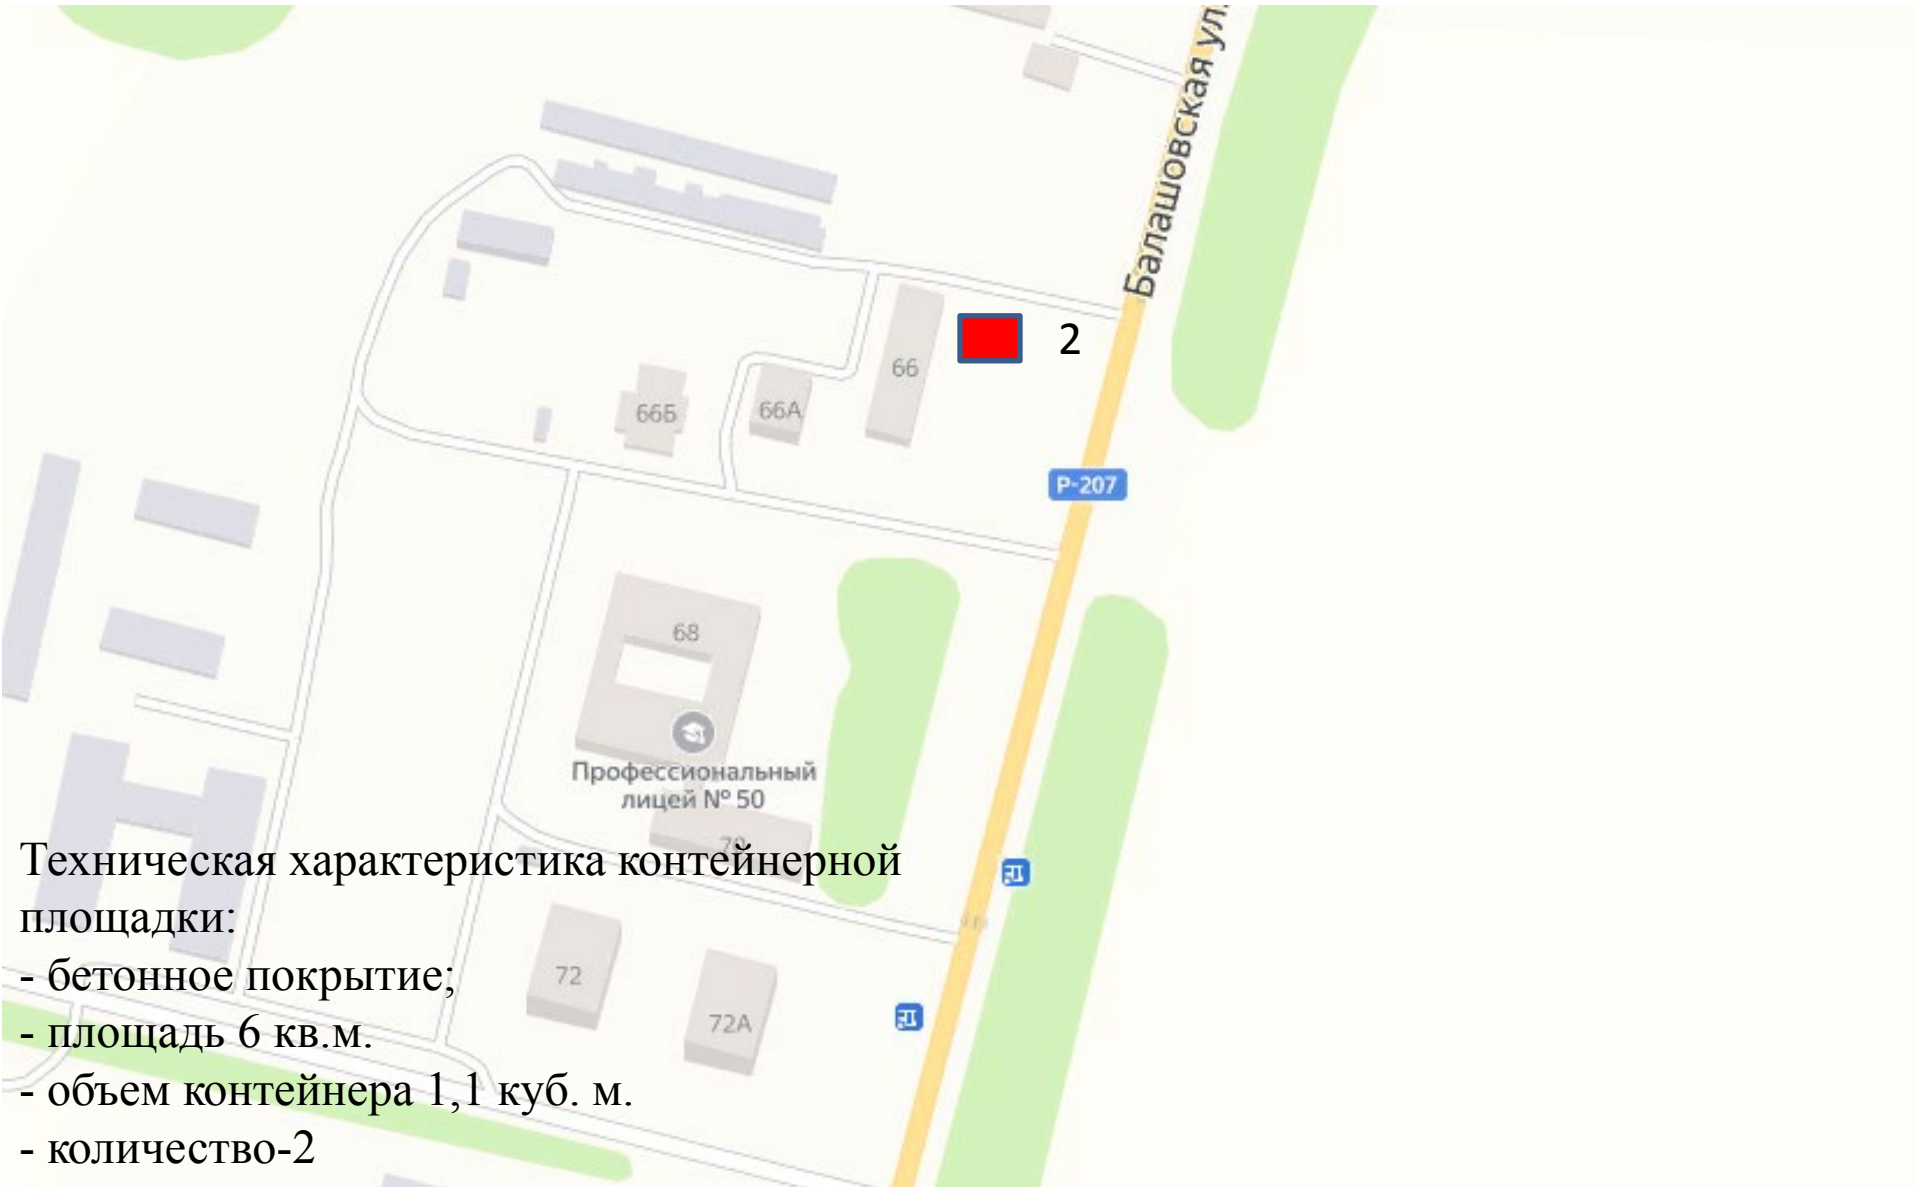 Балашовская ул.
2
66
66Б
66А
Р-207
68
Профессиональный
лицей № 50
Техническая характеристика контейнерной
площадки:
- бетонное покрытие;
72
- площадь 6 кв.м.
72А
- объем контейнера 1,1 куб. м.
- количество-2